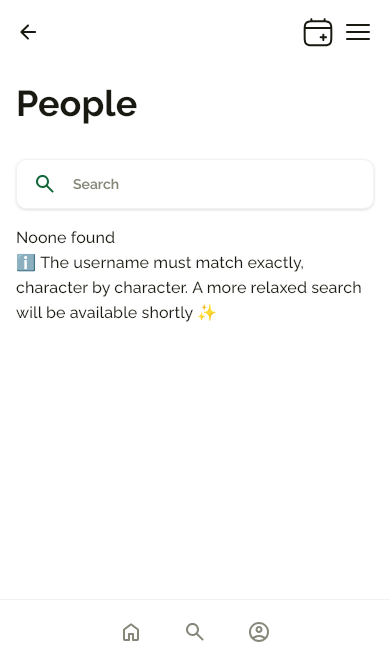 People
Search
Noone found
ℹ️ The username must match exactly,
character by character. A more relaxed search
will be available shortly ✨